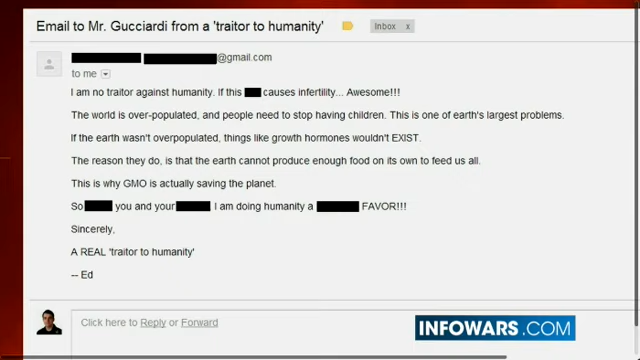 Email to Mr. Gucciardi from a 'traitor to humanity' Inbox x
@gmail.com
to me
I am no traitor against humanity. If this causes infertility... Awesome!!!
The world is over-populated, and people need to stop having children. This is one of earth's largest problems.
If the earth wasn't overpopulated, things like growth hormones wouldn't EXIST.
The reason they do, is that the earth cannot produce enough food on its own to feed us all.
This is why GMO is actually saving the planet.
So you and your I am doing humanity a FAVOR!!!
Sincerely,
A REAL 'traitor to humanity'
-- Ed
Click here to Reply or Forward
INFOWARS.COM